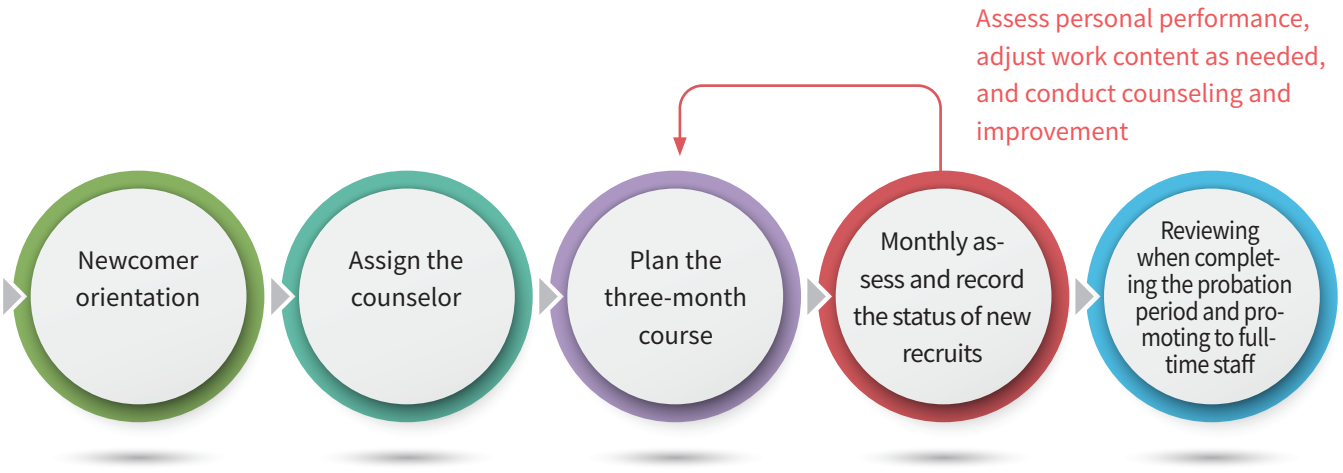 Assess personal performance,
adjust work content as needed,
and conduct counseling and
improvement
Newcomer
orientation
Assign the
counselor
Plan the
three-month
course
Monthly as-
sess and record
the status of new
recruits
Reviewing
when complet-
ing the probation
period and pro-
moting to full-
time staff